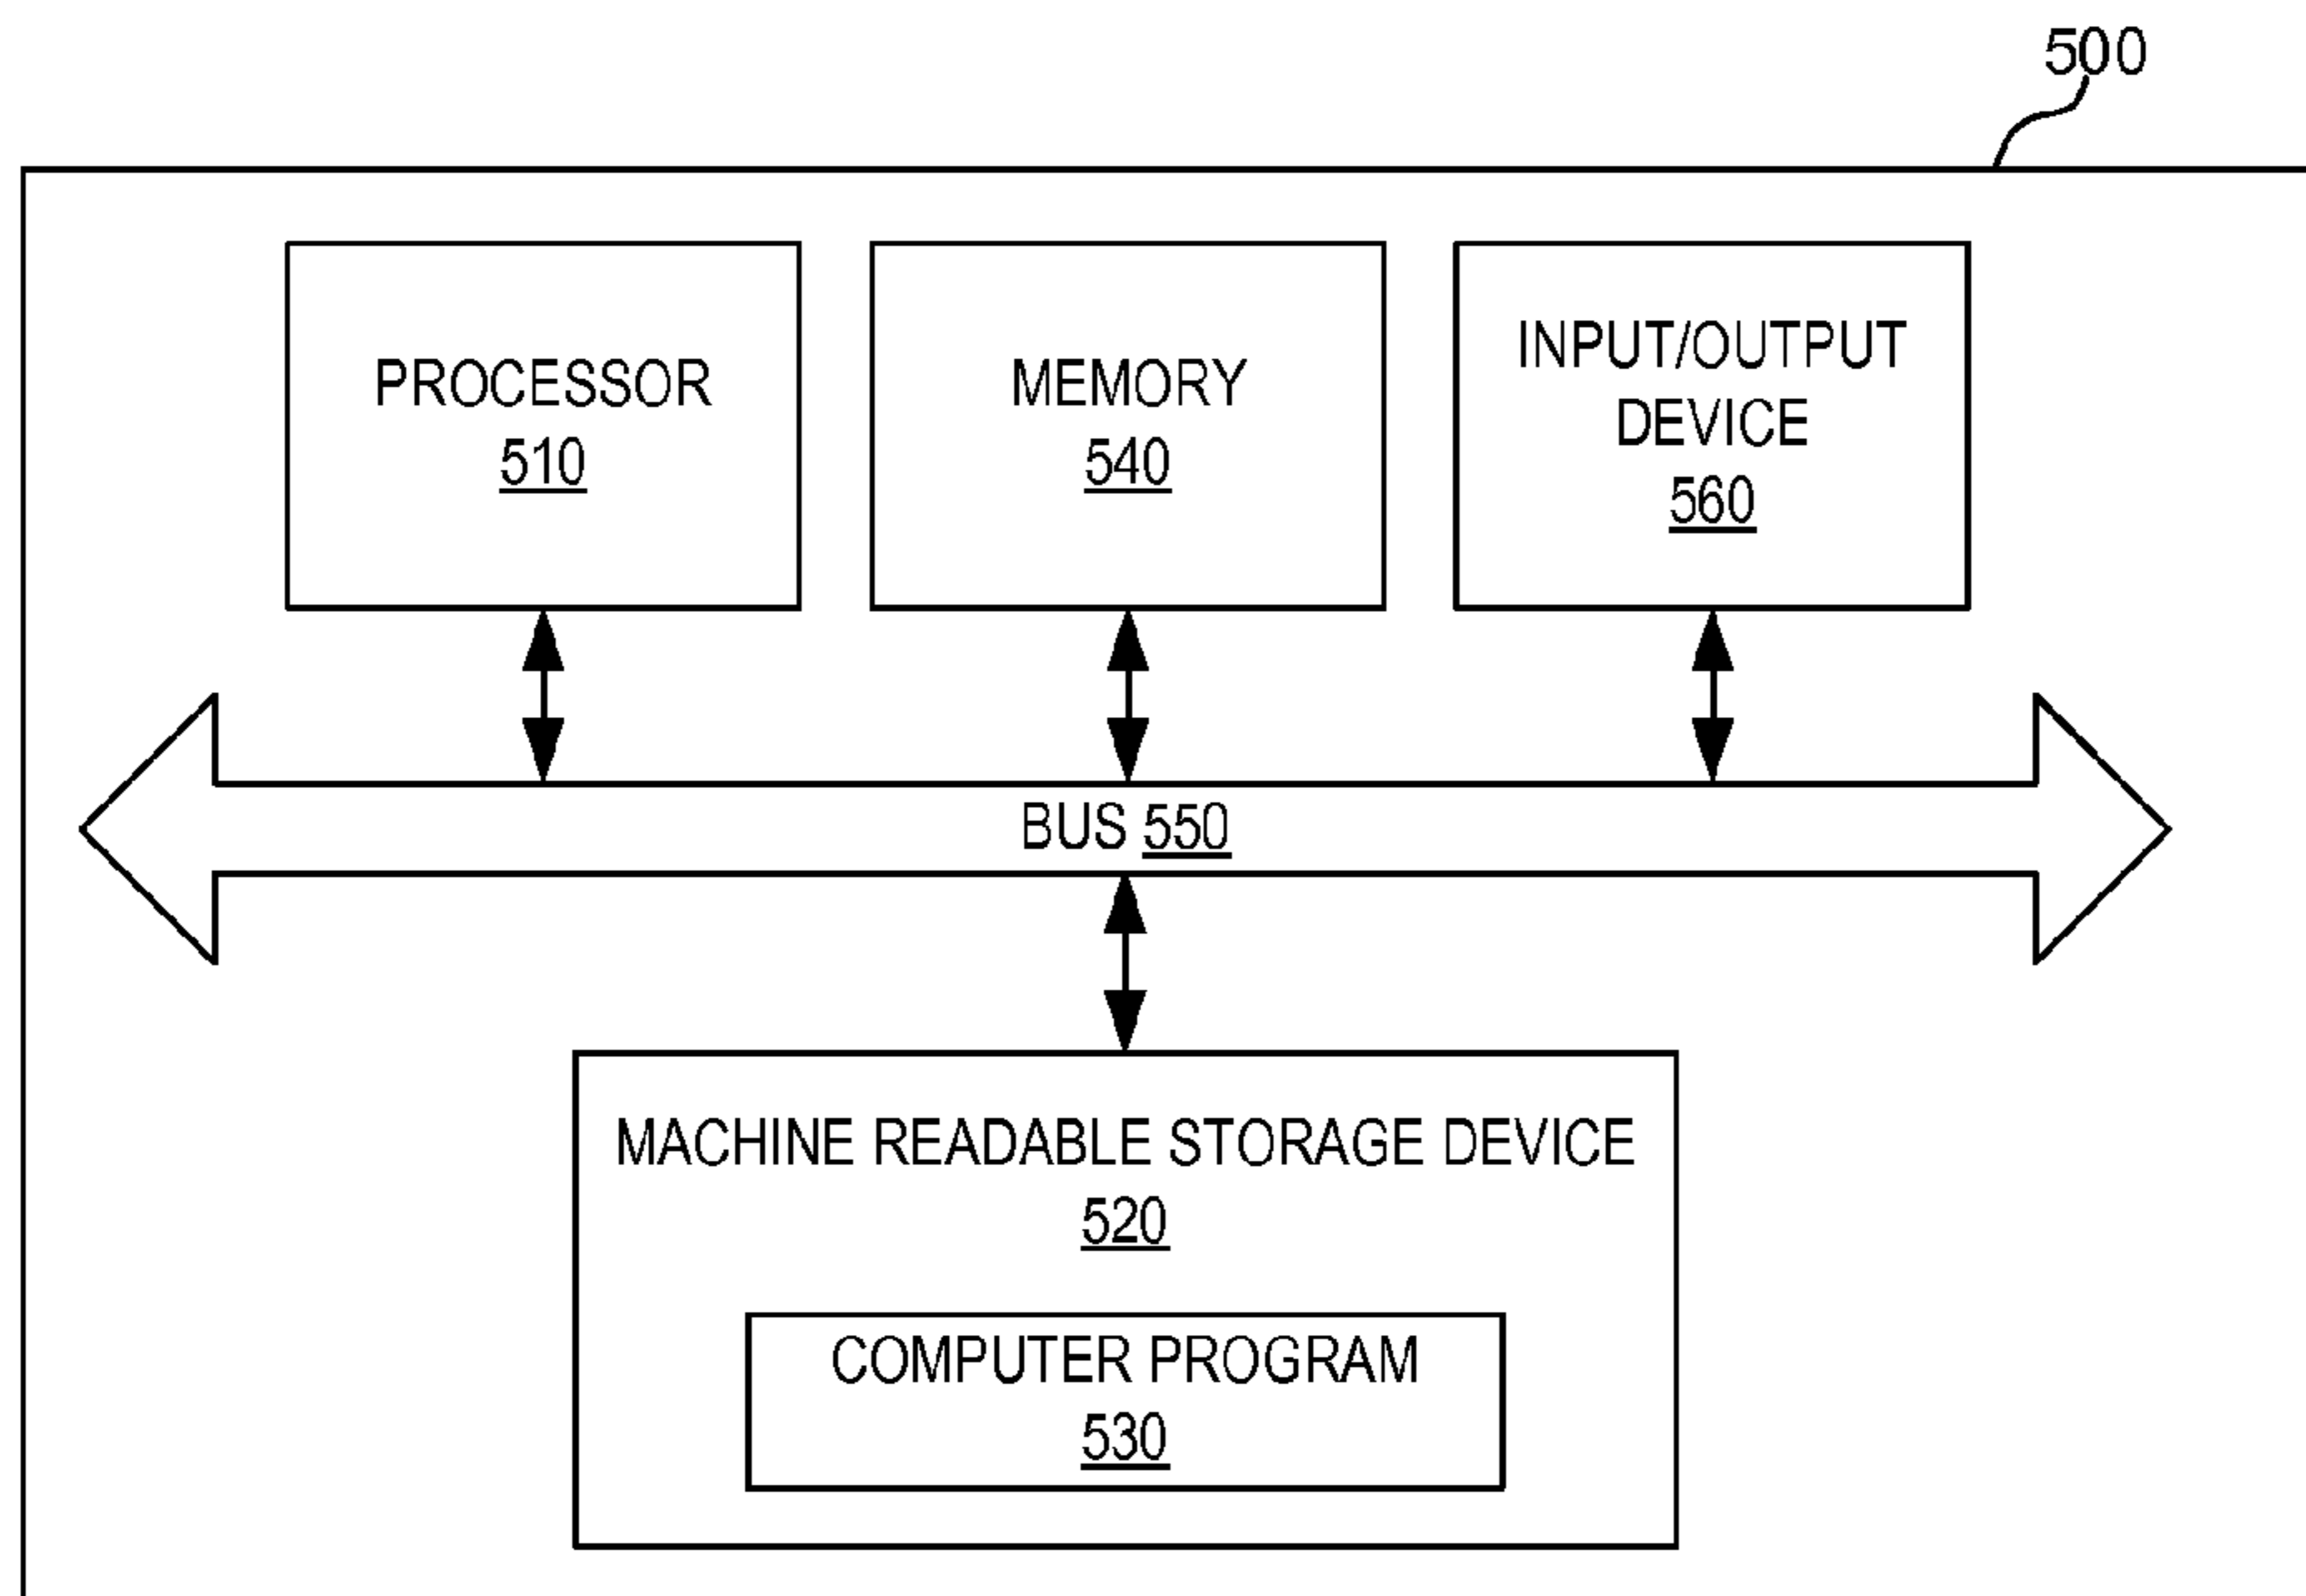 500
PROCESSOR
510
MEMORY
540
INPUT/OUTPUT
DEVICE
560
BUS 550
MACHINE READABLE STORAGE DEVICE
520
COMPUTER PROGRAM
530